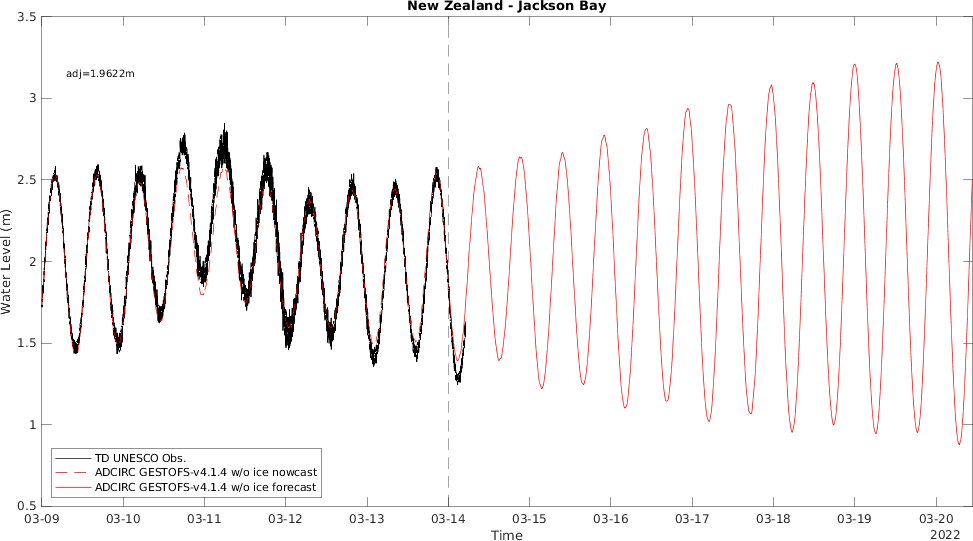 New Zealand - Jackson Bay
3.5
adj=1.9622m
3
2.5
2
1.5
1
0.5
Water Level (m)
TD UNESCO Obs.
ADCIRC GESTOFS-v4.1.4 w/o ice nowcast
ADCIRC GESTOFS-v4.1.4 w/o ice forecast
03-09 03-10 03-11 03-12 03-13 03-14 03-15 03-16 03-17 03-18 03-19 03-20
Time 2022